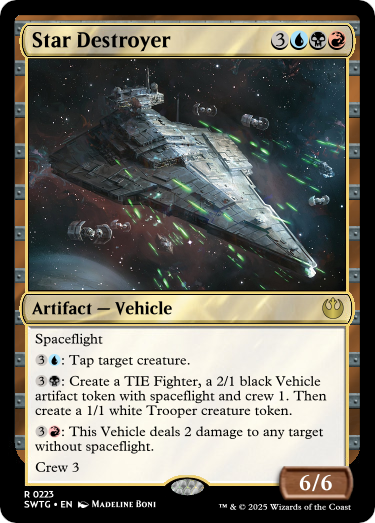 Star Destroyer 3
Artifact — Vehicle
Spaceflight
3: Tap target creature.
3: Create a TIE Fighter, a 2/1 black Vehicle
artifact token with spaceflight and crew 1. Then
create a 1/1 white Trooper creature token.
3: This Vehicle deals 2 damage to any target
without spaceflight.
Crew 3
6/6
R 0223
SWTG • EN MADELINE BONI
™ & © 2025 Wizards of the Coast